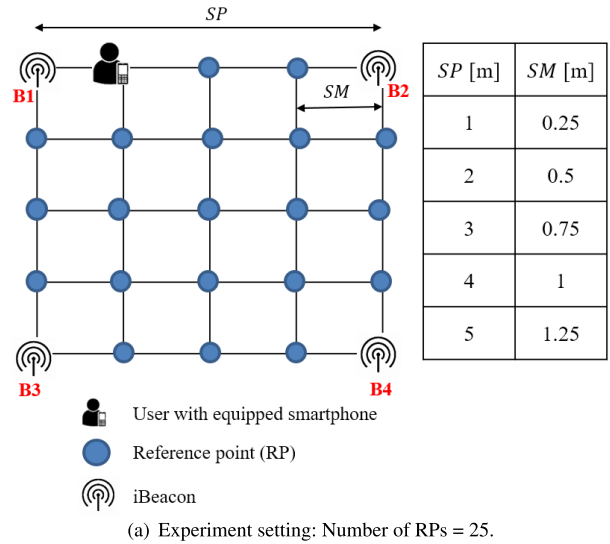 SP
B1
B2
SM
B3
B4
SP [m] SM [m]
1 0.25
2 0.5
3 0.75
4 1
5 1.25
User with equipped smartphone
Reference point (RP)
iBeacon
(a) Experiment setting: Number of RPs = 25.